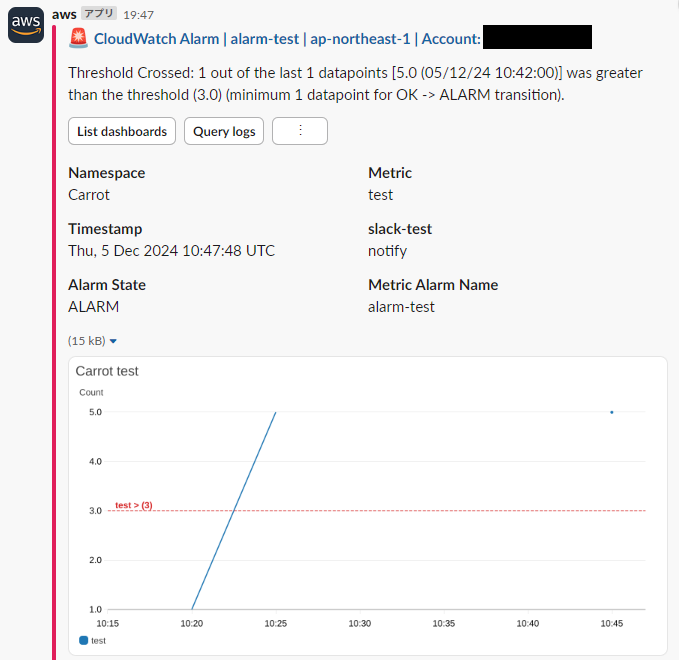 aws
aws アプリ 19:47
CloudWatch Alarm | alarm-test | ap-northeast-1 | Account:
Threshold Crossed: 1 out of the last 1 datapoints [5.0 (05/12/24 10:42:00)] was greater
than the threshold (3.0) (minimum 1 datapoint for OK -> ALARM transition).
List dashboards Query logs ⋮
Namespace Metric
Carrot test
Timestamp slack-test
Thu, 5 Dec 2024 10:47:48 UTC notify
Alarm State Metric Alarm Name
ALARM alarm-test
(15 kB)
Carrot test
Count
5.0
4.0
test > (3)
3.0
2.0
1.0
10:15 10:20 10:25 10:30 10:35 10:40 10:45
test